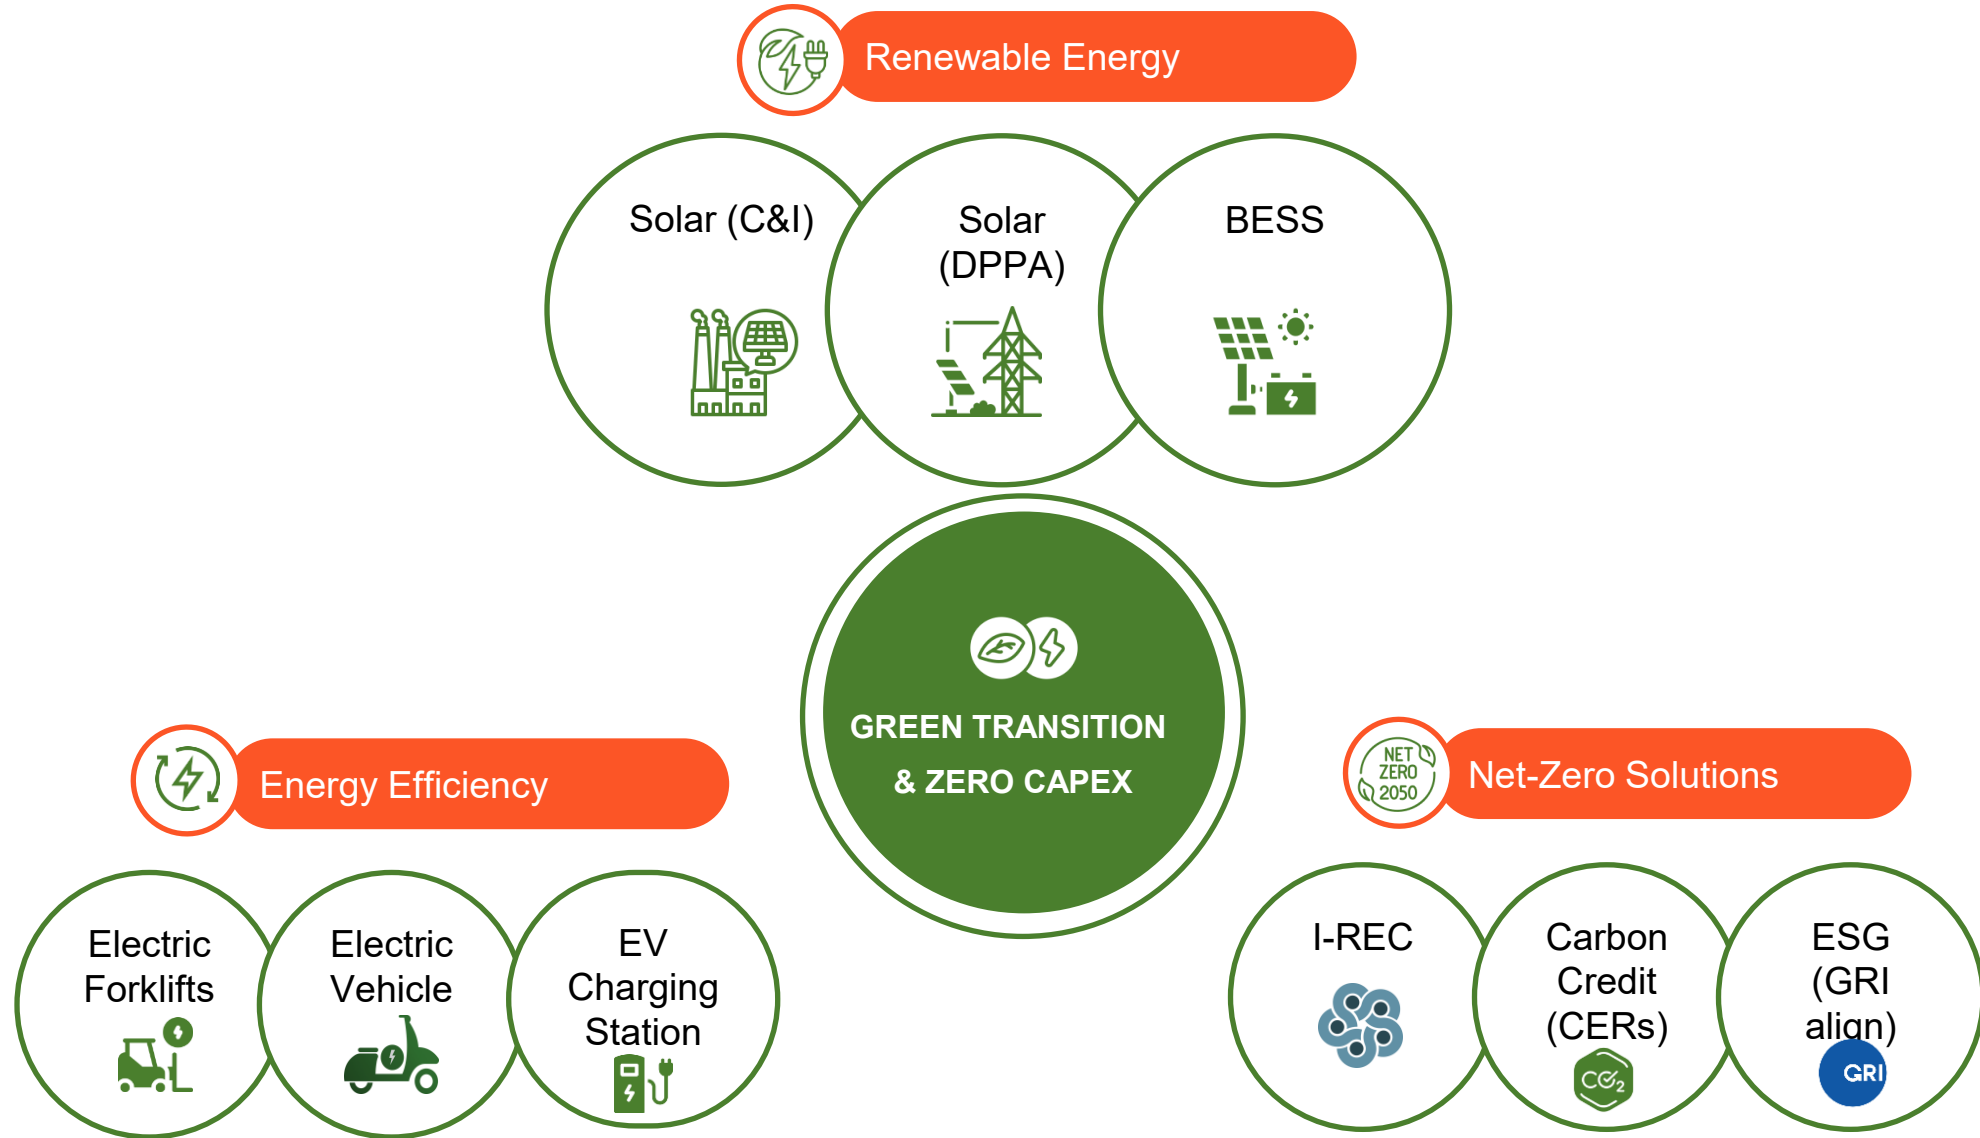 Renewable Energy
Solar (C&I)
Solar
(DPPA)
BESS
GREEN TRANSITION
& ZERO CAPEX
Energy Efficiency
Electric
Forklifts
Electric
Vehicle
EV
Charging
Station
NET
ZERO
2050
Net-Zero Solutions
I-REC
Carbon
Credit
(CERs)
CO2
ESG
(GRI
align)
GRI